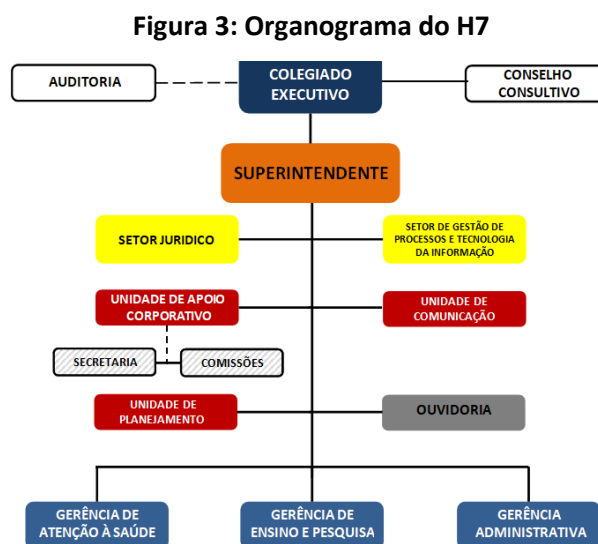 Figura 3: Organograma do H7
AUDITORIA
COLEGIADO
EXECUTIVO
CONSELHO
CONSULTIVO
SUPERINTENDENTE
SETOR JURIDICO
SETOR DE GESTÃO DE
PROCESSOS E TECNOLOGIA
DA INFORMAÇÃO
UNIDADE DE APOIO
CORPORATIVO
UNIDADE DE
COMUNICAÇÃO
SECRETARIA
COMISSÕES
UNIDADE DE
PLANEJAMENTO
OUVIDORIA
GERÊNCIA DE
ATENÇÃO À SAÚDE
GERÊNCIA DE
ENSINO E PESQUISA
GERÊNCIA
ADMINISTRATIVA